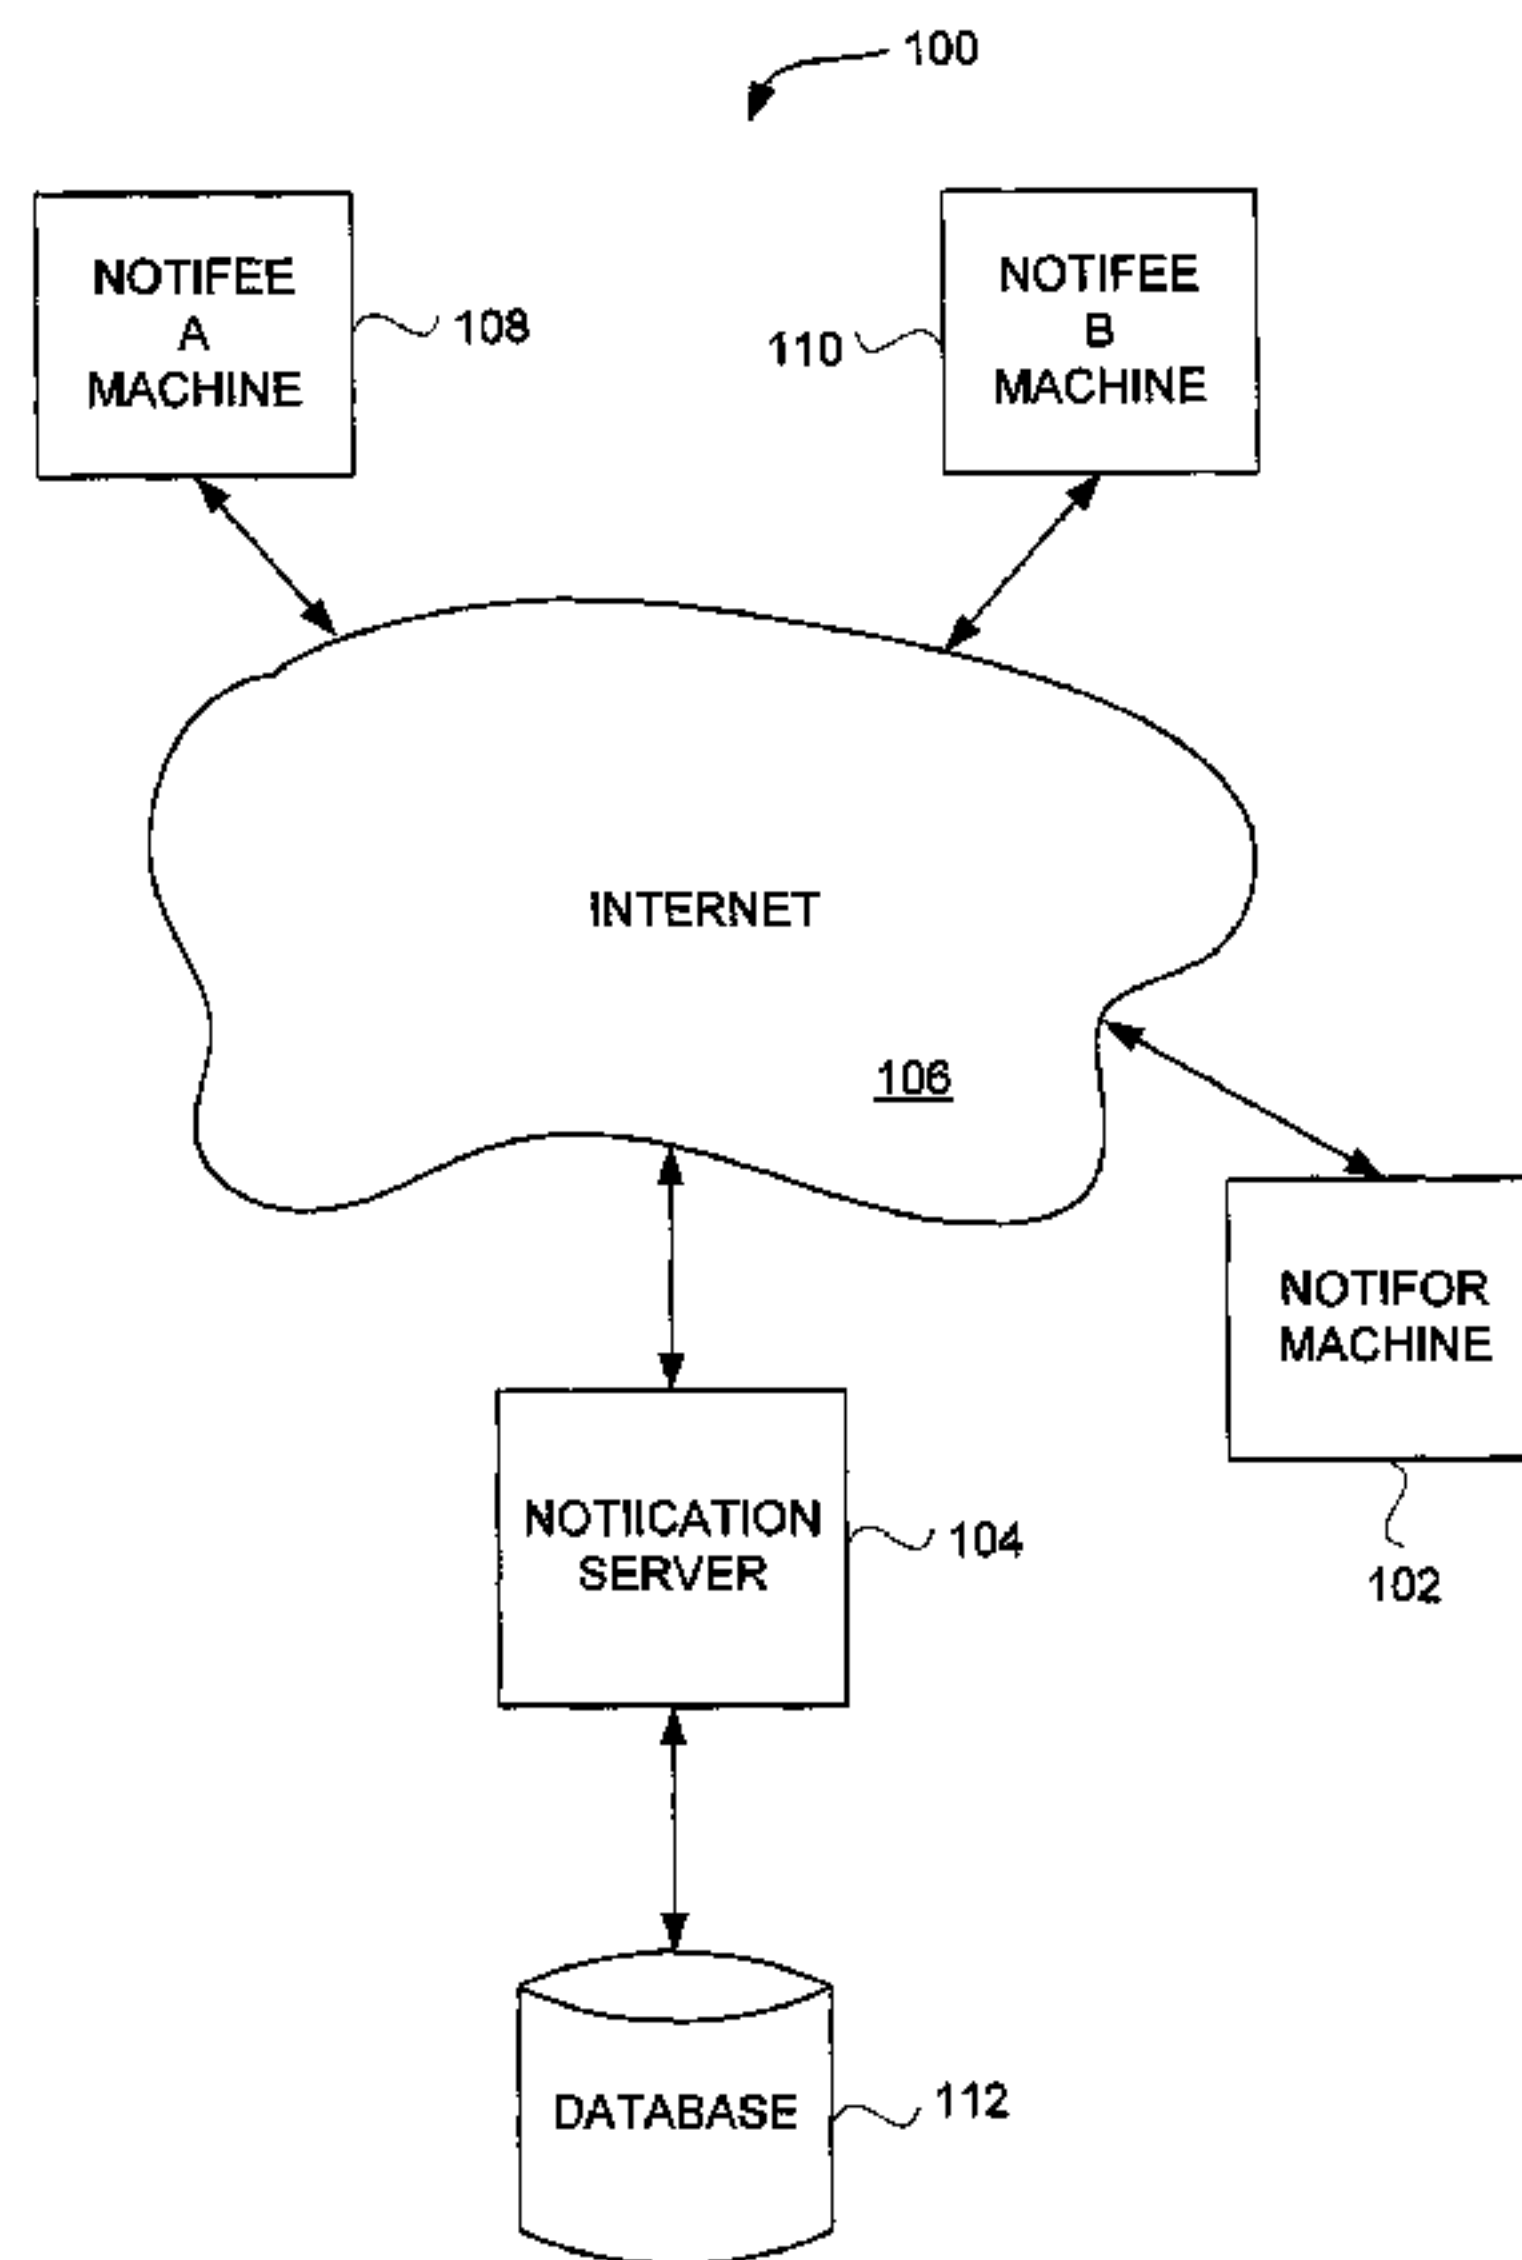 100
NOTIFEE
A
MACHINE
108
NOTIFEE
B
MACHINE
110
INTERNET
106
NOTIFOR
MACHINE
102
NOTIICATION
SERVER
104
DATABASE
112